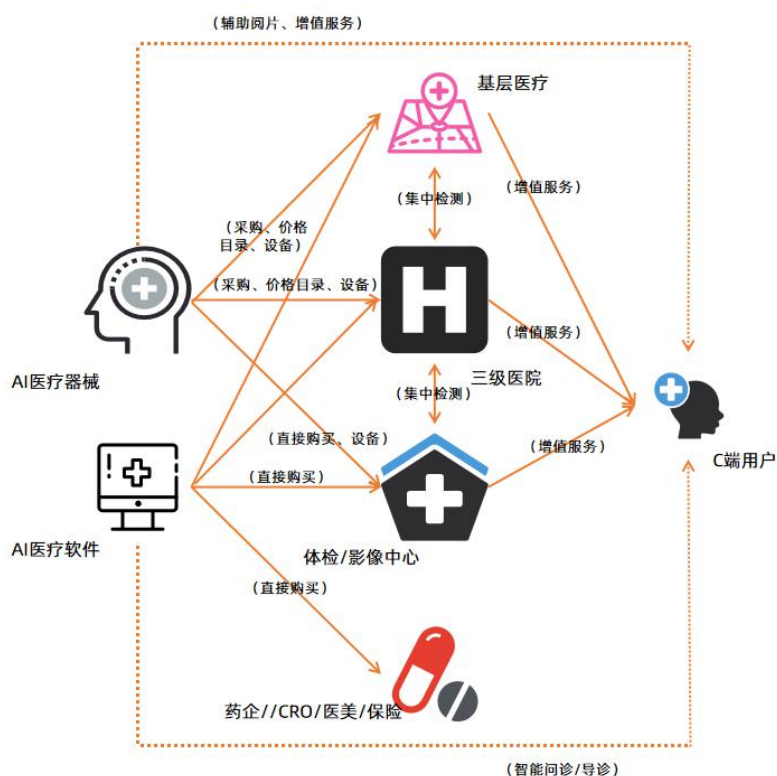 （辅助阅片、增值服务）
基层医疗
（增值服务）
（集中检测）
（采购、价格
目录、设备）
（采购、价格目录、设备）
（增值服务）
AI医疗器械
三级医院
（集中检测）
（直接购买、设备）
（增值服务）
C端用户
（直接购买）
AI医疗软件
体检/影像中心
（直接购买）
药企//CRO/医美/保险
（智能问诊/导诊）